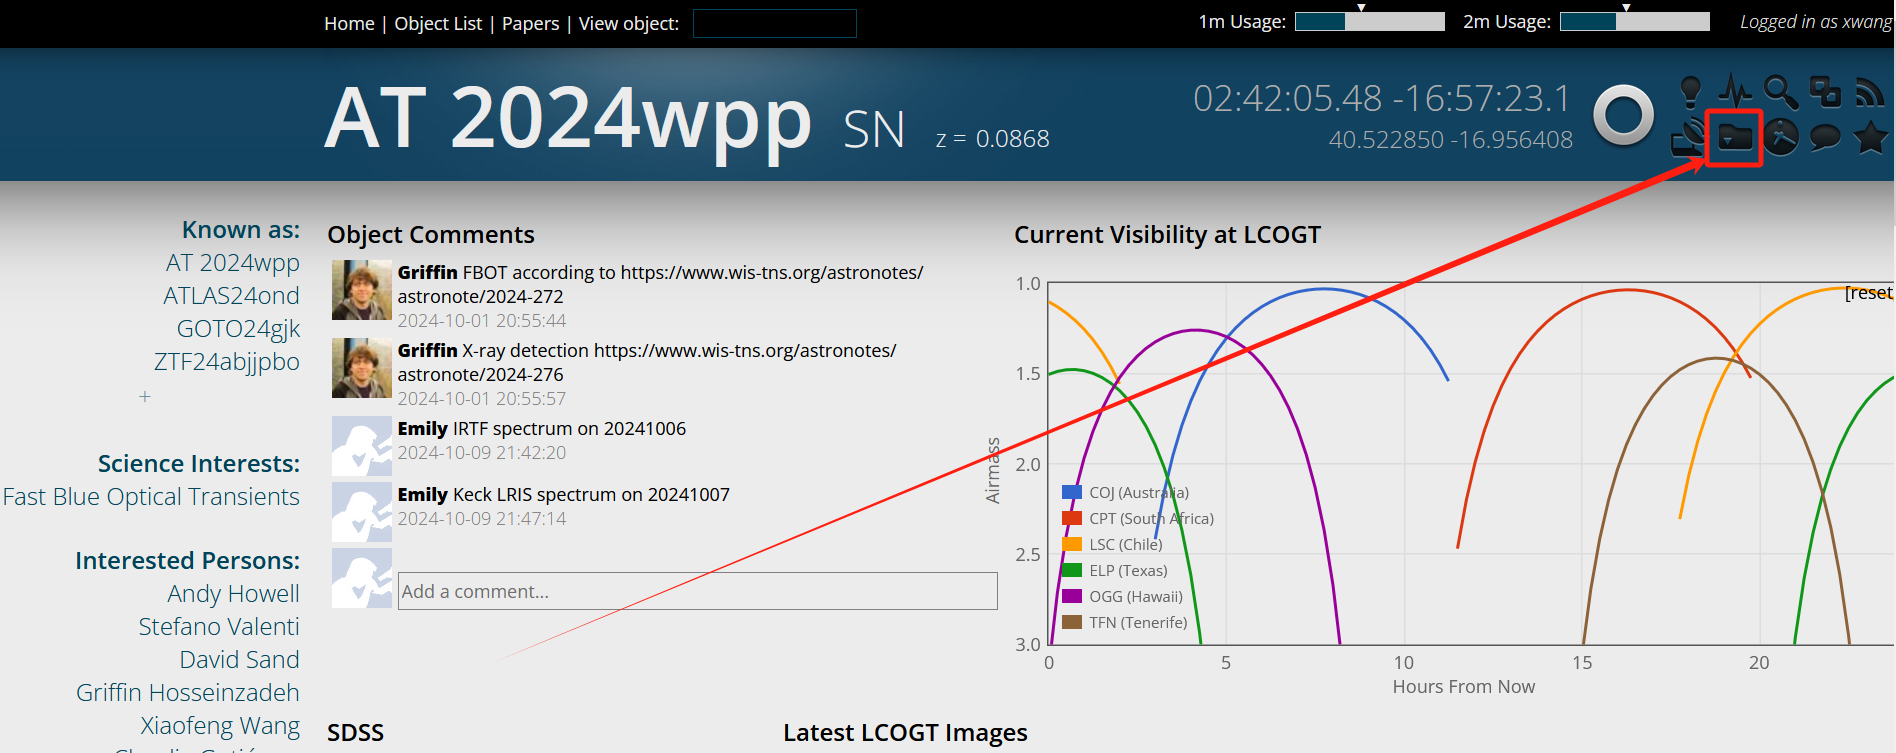 Home | Object List | Papers | View object:
1m Usage:
2m Usage:
Logged in as xwang
AT 2024wpp SN z = 0.0868
02:42:05.48 -16:57:23.1
40.522850 -16.956408
Known as:
AT 2024wpp
ATLAS24ond
GOTO24gjk
ZTF24abjjpbo
+
Science Interests:
Fast Blue Optical Transients
Interested Persons:
Andy Howell
Stefano Valenti
David Sand
Griffin Hosseinzadeh
Xiaofeng Wang
Object Comments
Griffin FBOT according to https://www.wis-tns.org/astronotes/
astronote/2024-272
2024-10-01 20:55:44
Griffin X-ray detection https://www.wis-tns.org/astronotes/
astronote/2024-276
2024-10-01 20:55:57
Emily IRTF spectrum on 20241006
2024-10-09 21:42:20
Emily Keck LRIS spectrum on 20241007
2024-10-09 21:47:14
Add a comment...
Current Visibility at LCOGT
[reset
1.0
1.5
2.0
2.5
3.0
Airmass
COJ (Australia)
CPT (South Africa)
LSC (Chile)
ELP (Texas)
OGG (Hawaii)
TFN (Tenerife)
0
5
10
15
20
Hours From Now
SDSS
Latest LCOGT Images